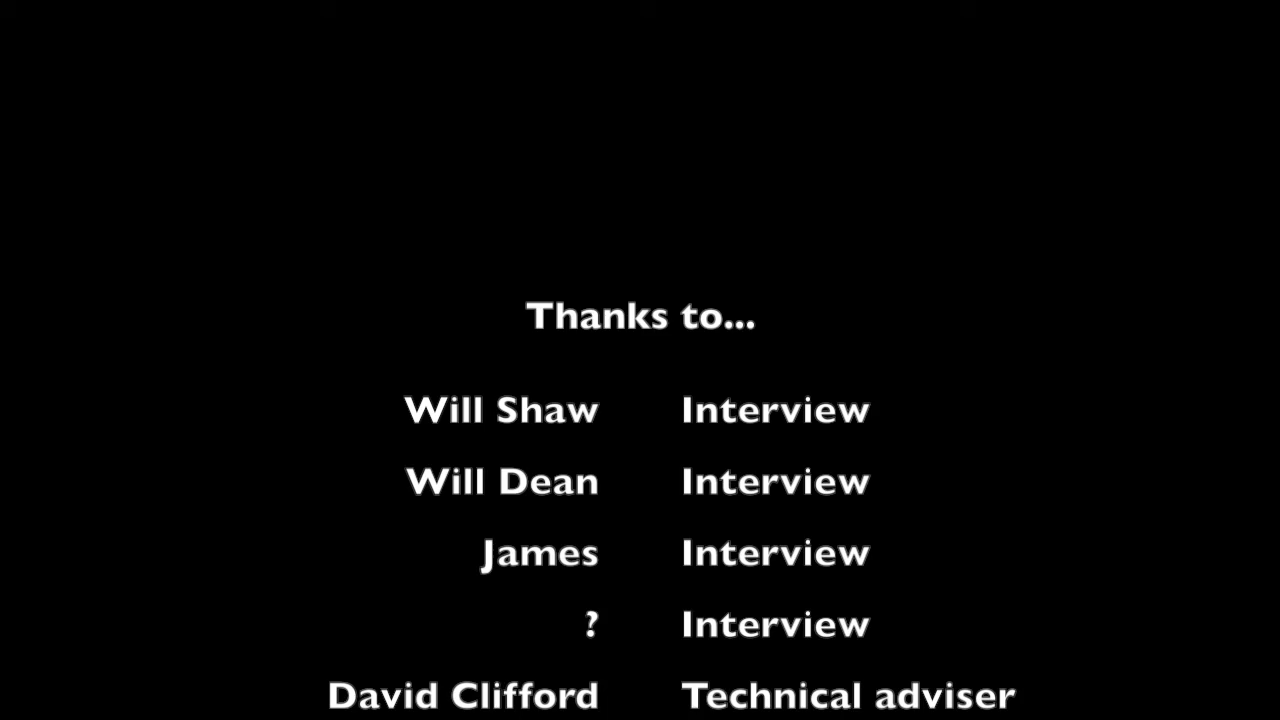 Thanks to...
Will Shaw Interview
Will Dean Interview
James Interview
? Interview
David Clifford Technical adviser